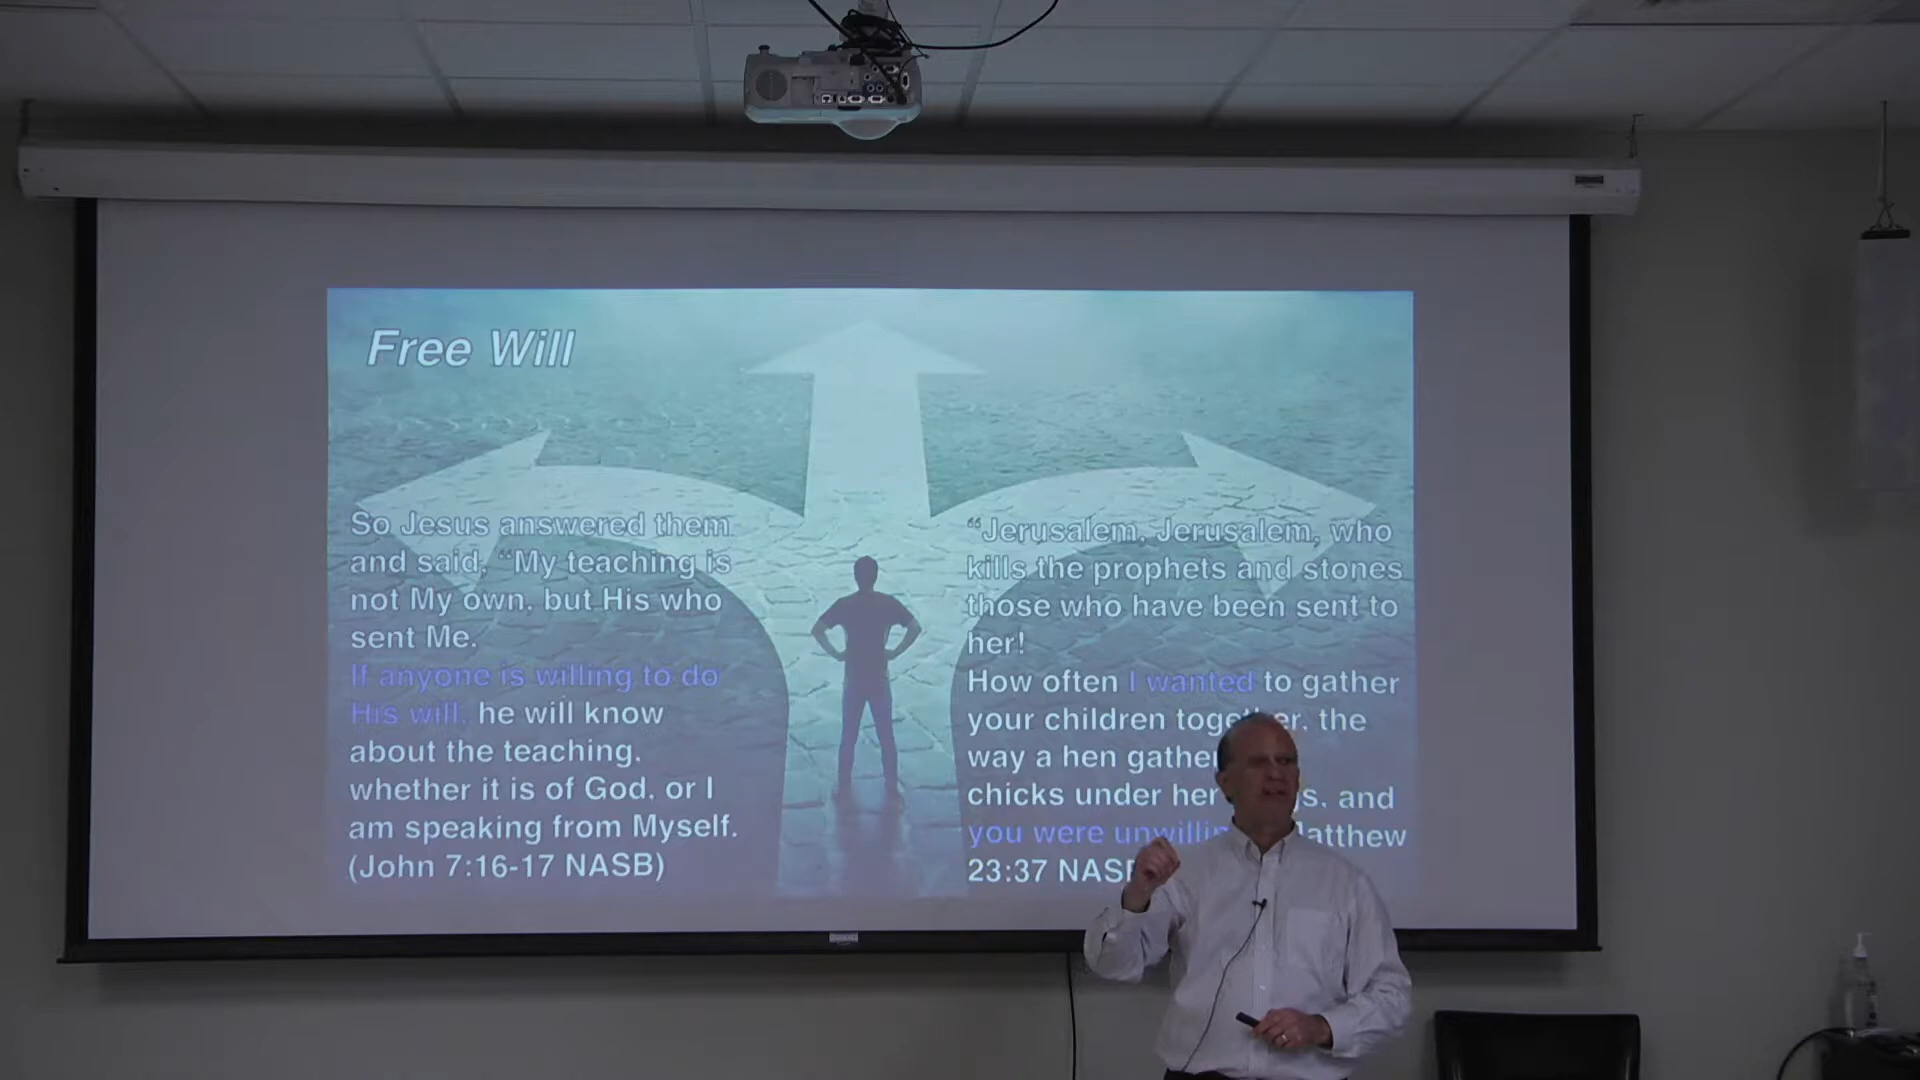 Free Will
So Jesus answered them
and said, “My teaching is
not My own, but His who
sent Me.
If anyone is willing to do
His will, he will know
about the teaching,
whether it is of God, or I
am speaking from Myself.
(John 7:16-17 NASB)
“Jerusalem, Jerusalem, who
kills the prophets and stones
those who have been sent to
her!
How often I wanted to gather
your children together, the
way a hen
chicks under her and
you were
23:37